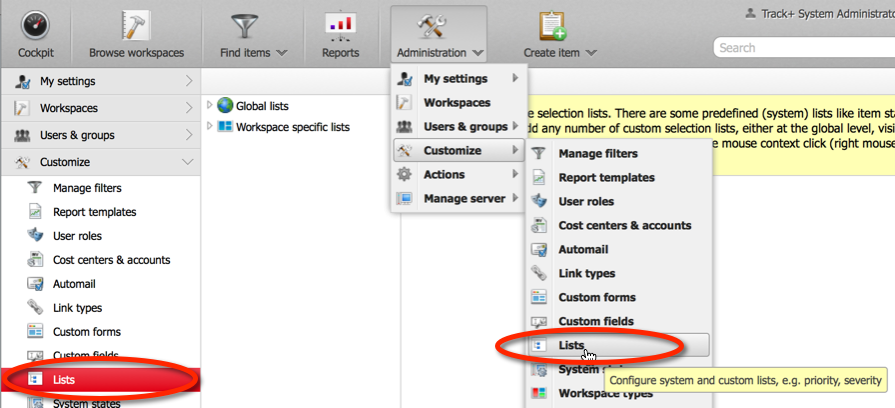 Track+ System Administrator
Cockpit
Browse workspaces
Find items
Reports
Administration
Create item
Search
My settings
Workspaces
Users & groups
Customize
Manage filters
Report templates
User roles
Cost centers & accounts
Automail
Link types
Custom forms
Custom fields
Lists
System states
Global lists
Workspace specific lists
My settings
Workspaces
Users & groups
Customize
Actions
Manage server
e selection lists. There are some predefined (system) lists like item sta
dd any number of custom selection lists, either at the global level, visi
e mouse context click (right mouse
Manage filters
Report templates
User roles
Cost centers & accounts
Automail
Link types
Custom forms
Custom fields
Lists
System
Configure system and custom lists, e.g. priority, severity
Workspace types